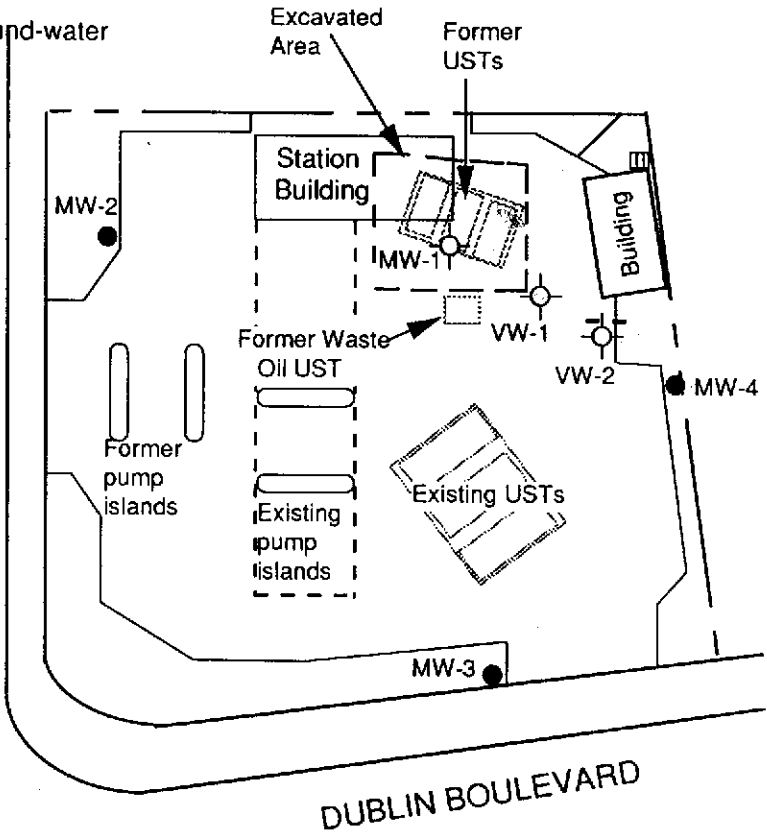 und-water
Excavated
Area
Former
USTs
Station
Building
MW-2
MW-1
Building
VW-1
Former Waste
Oil UST
VW-2
MW-4
Former
pump
islands
Existing USTs
Existing
pump
islands
MW-3
DUBLIN BOULEVARD